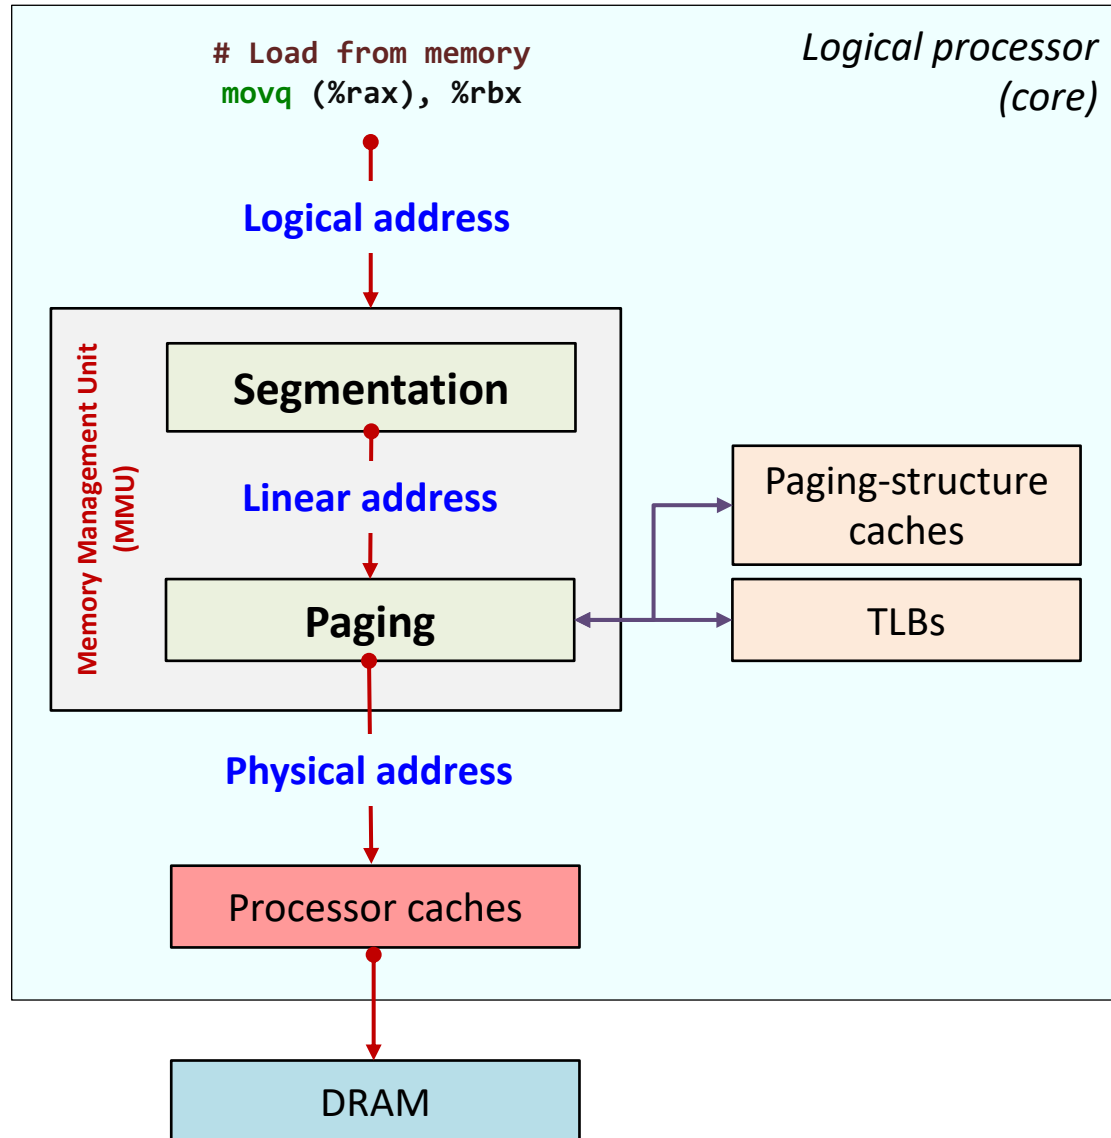 # Load from memory
movq (%rax), %rbx
Logical processor
(core)
Logical address
Memory Management Unit
(MMU)
Segmentation
Linear address
Paging
Paging-structure
caches
TLBs
Physical address
Processor caches
DRAM